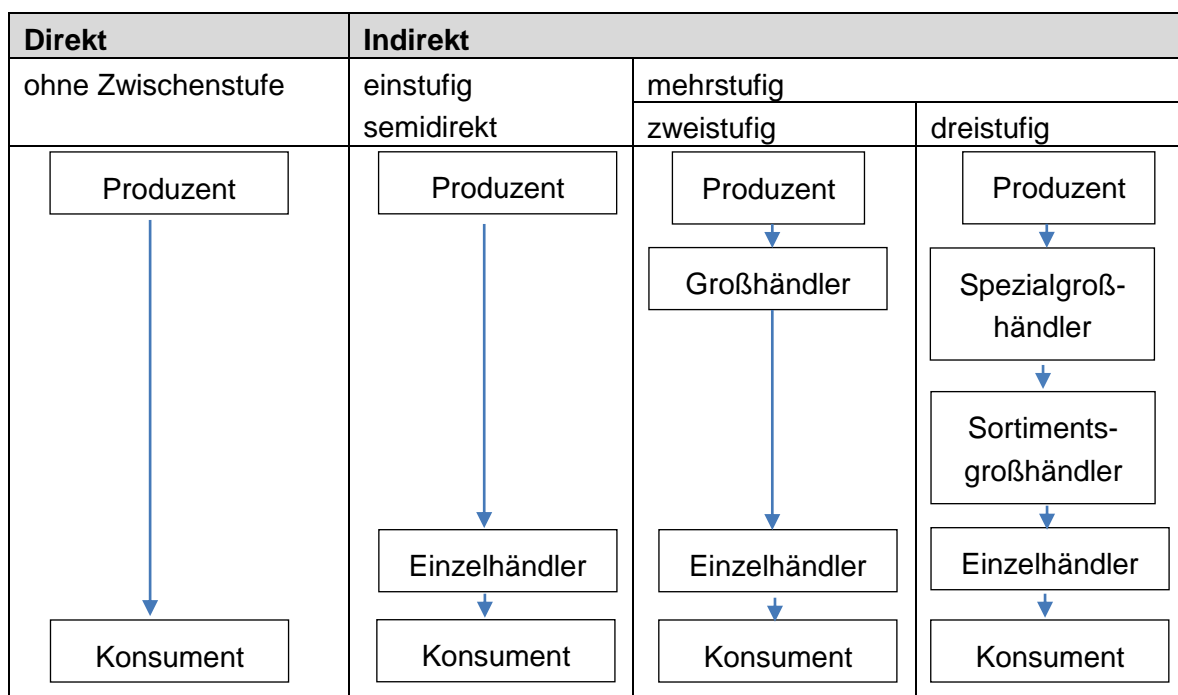 Direkt
Indirekt
ohne Zwischenstufe
einstufig
semidirekt
mehrstufig
zweistufig
dreistufig
Produzent
Konsument
Produzent
Einzelhändler
Konsument
Produzent
Großhändler
Einzelhändler
Konsument
Produzent
Spezialgroß-
händler
Sortiments-
großhändler
Einzelhändler
Konsument